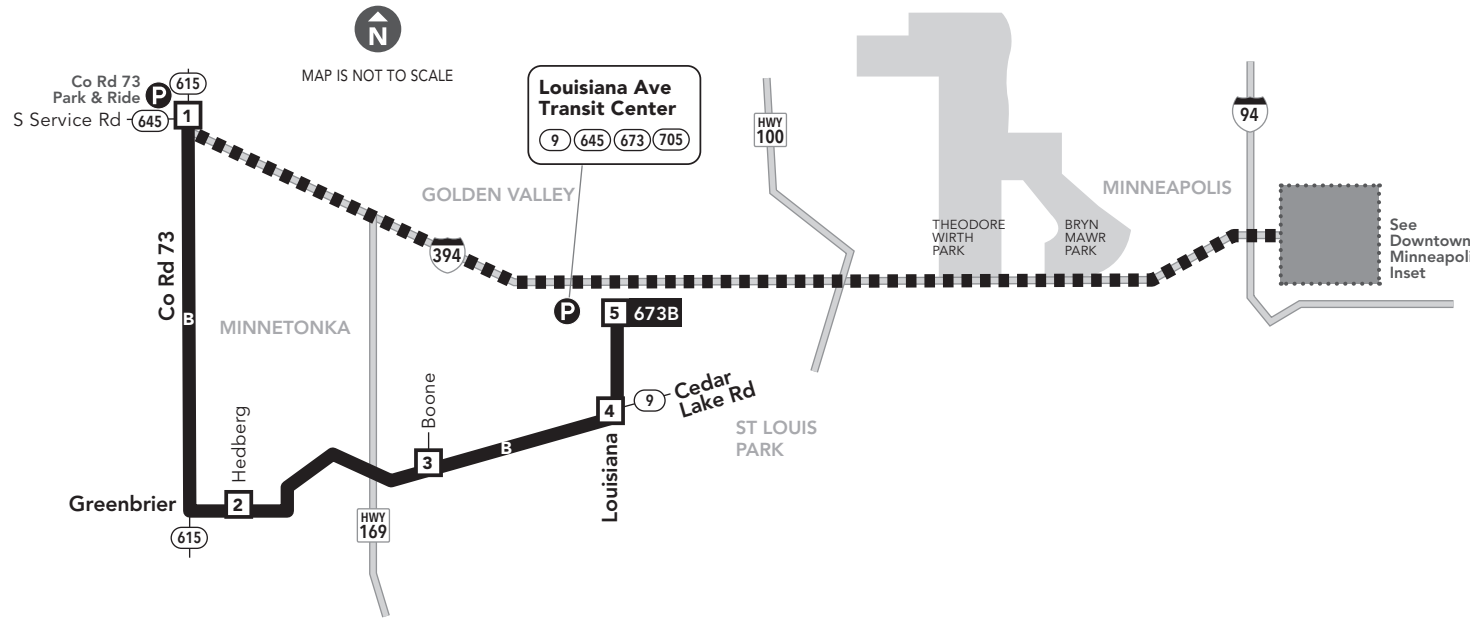 N
MAP IS NOT TO SCALE
Co Rd 73
Park & Ride
P
615
S Service Rd
645
1
Louisiana Ave
Transit Center
9 645 673 705
HWY
100
94
GOLDEN VALLEY
MINNEAPOLIS
THEODORE
WIRTH
PARK
BRYN
MAWR
PARK
See
Downtown
Minneapoli
Inset
394
Co Rd 73
B
MINNETONKA
P
5 673B
Boone
Hedberg
4
9
Cedar
Lake Rd
ST LOUIS
PARK
B
3
Louisiana
Greenbrier
2
615
HWY
169